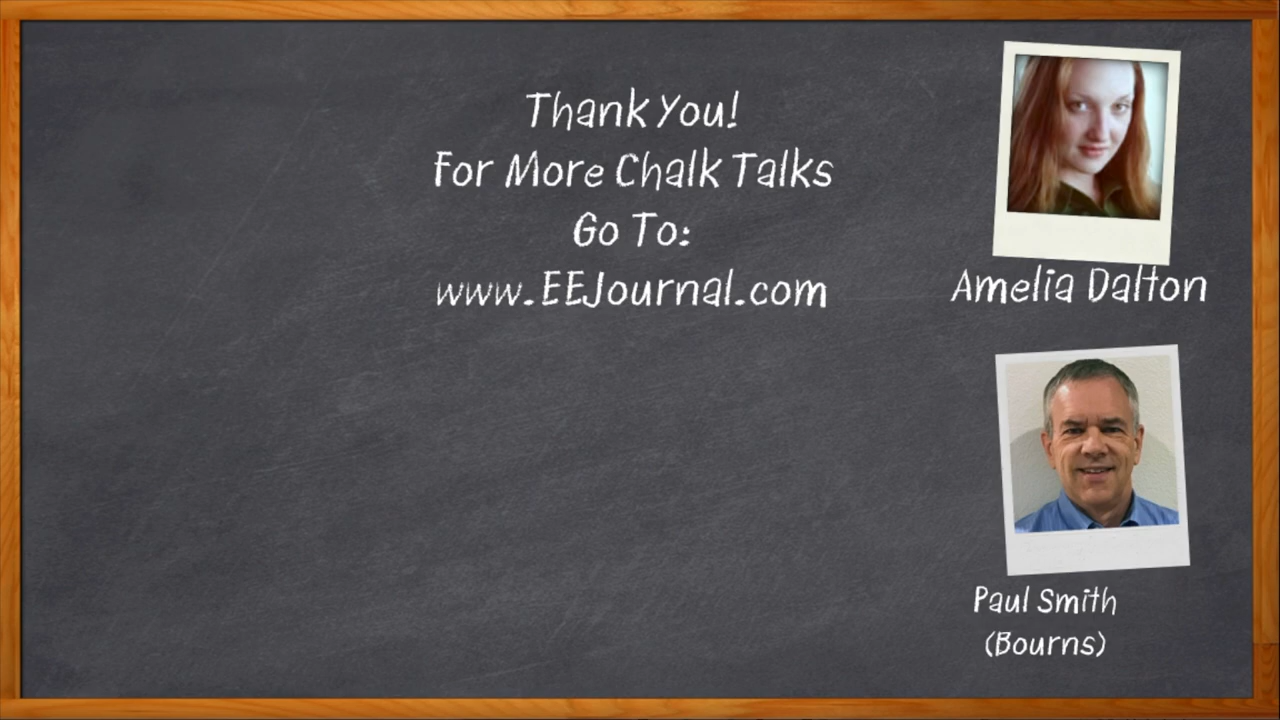 Thank You!
For More Chalk Talks
Go To:
www.EEJournal.com
Amelia Dalton
Paul Smith
(Bourns)